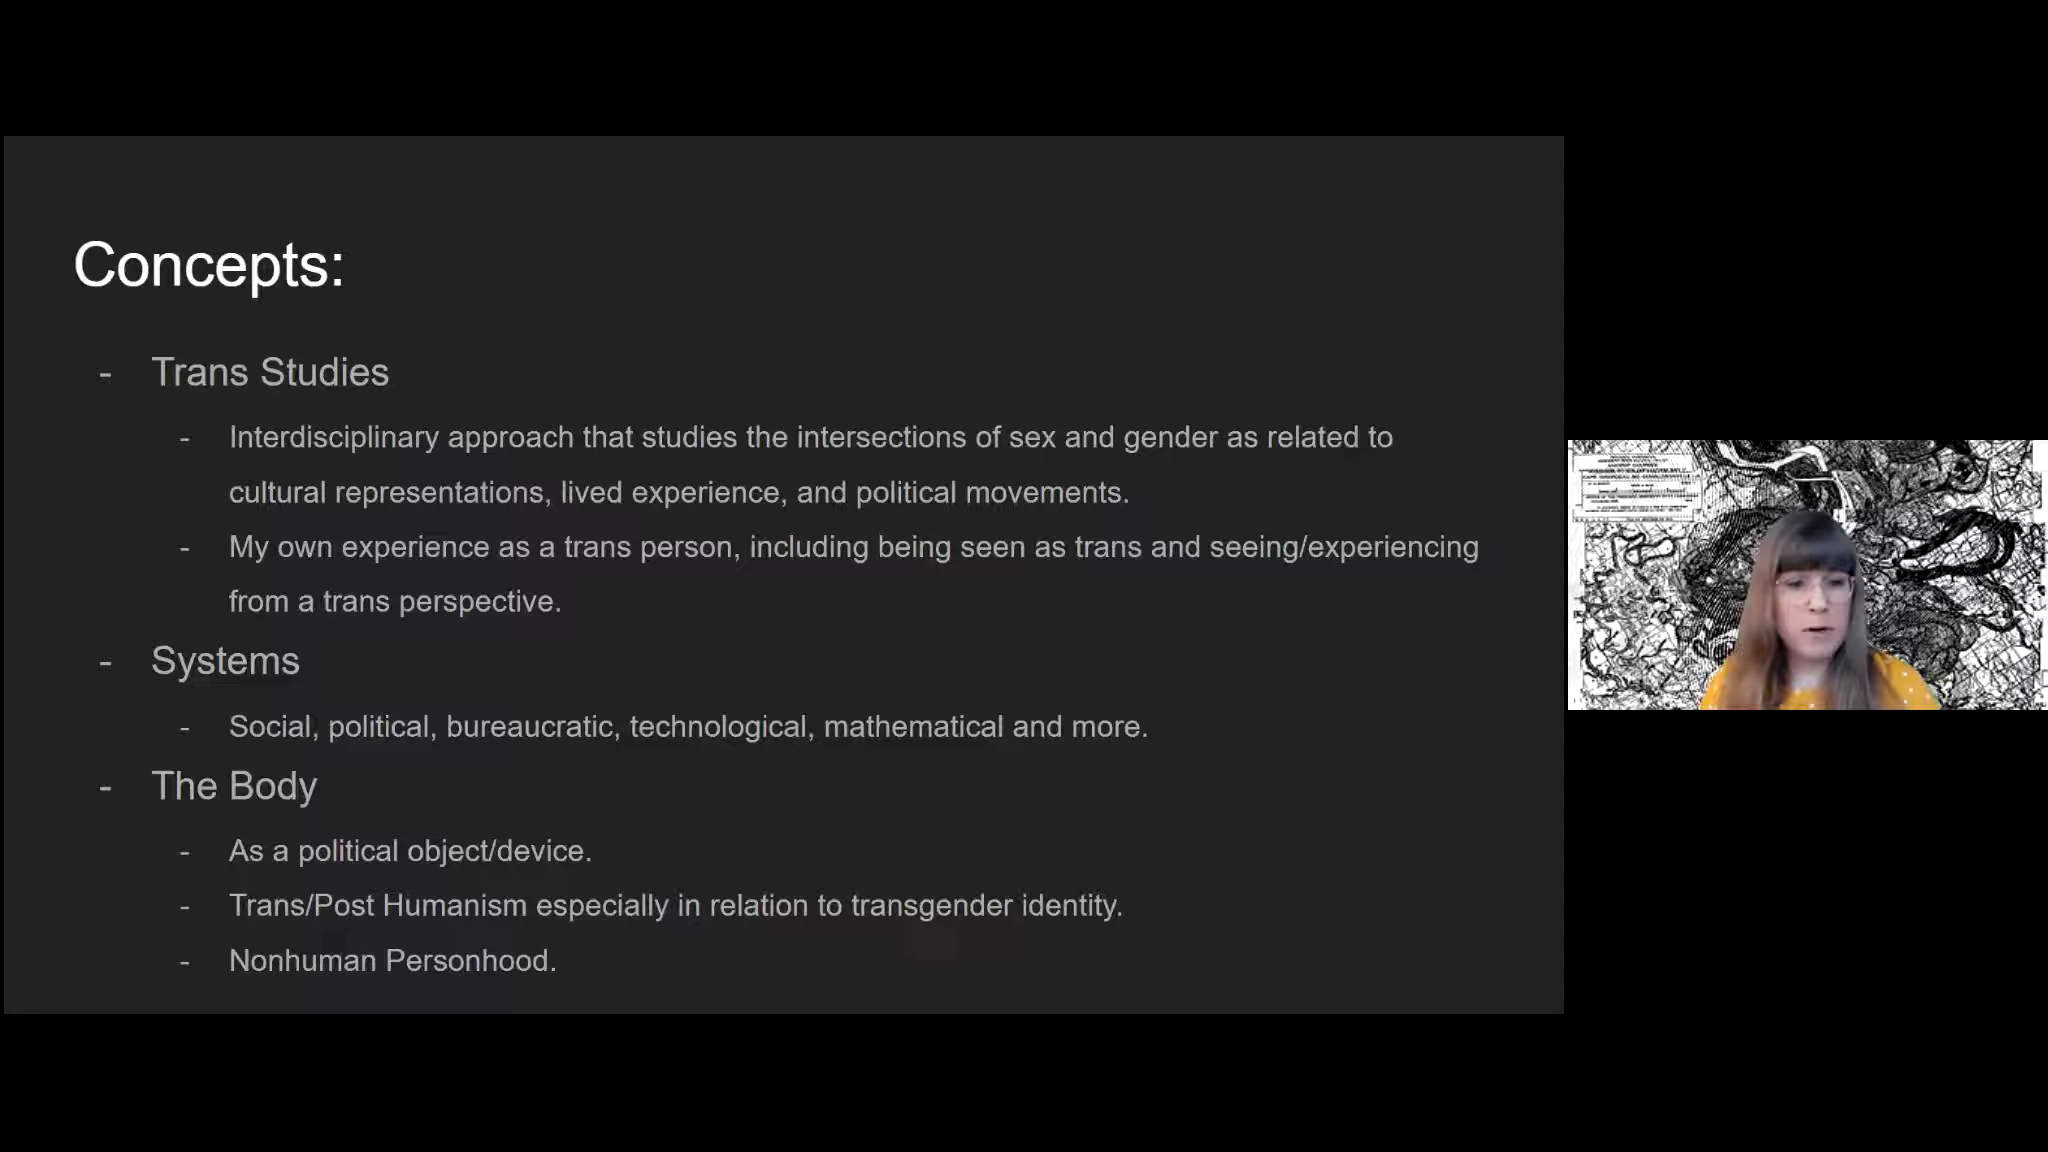 Concepts:
- Trans Studies
- Interdisciplinary approach that studies the intersections of sex and gender as related to
cultural representations, lived experience, and political movements.
- My own experience as a trans person, including being seen as trans and seeing/experiencing
from a trans perspective.
- Systems
- Social, political, bureaucratic, technological, mathematical and more.
- The Body
- As a political object/device.
- Trans/Post Humanism especially in relation to transgender identity.
- Nonhuman Personhood.